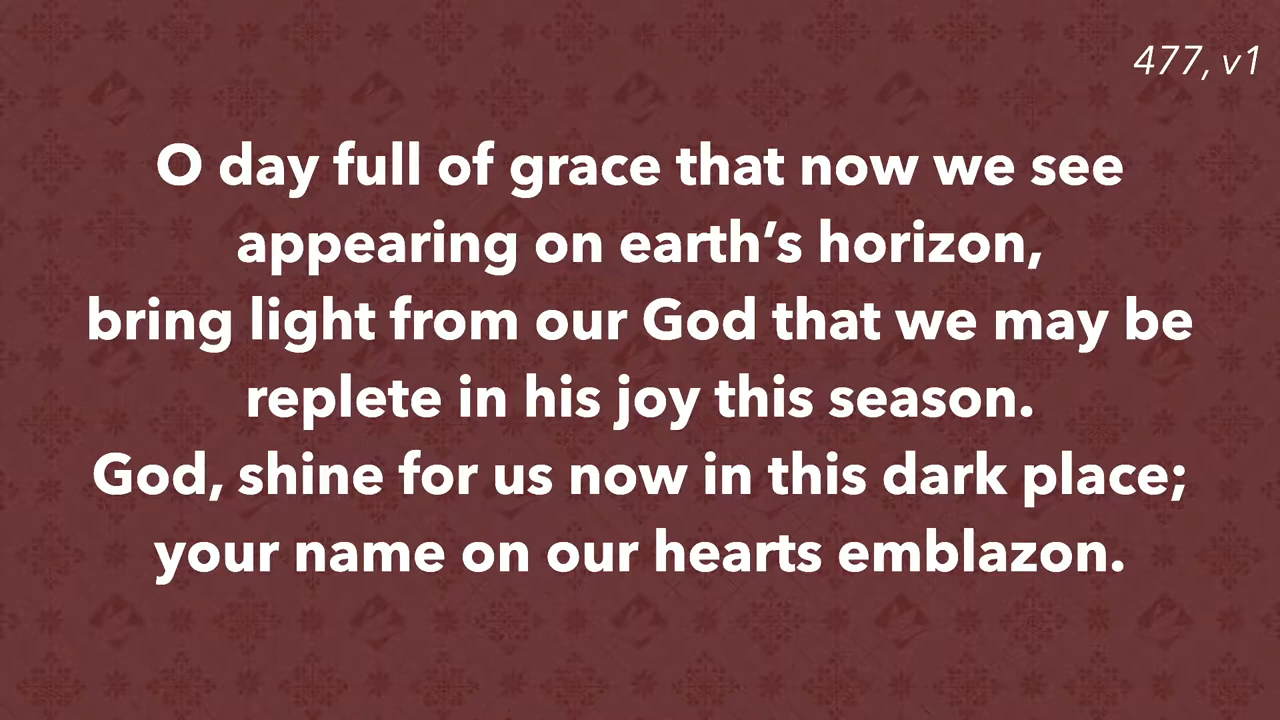 477, v1
O day full of grace that now we see
appearing on earth’s horizon,
bring light from our God that we may be
replete in his joy this season.
God, shine for us now in this dark place;
your name on our hearts emblazon.